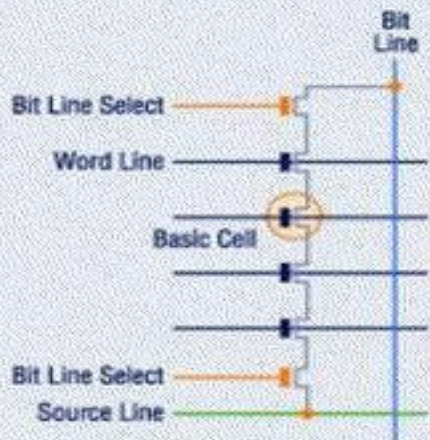 Bit
Line
Bit Line Select
Word Line
Basic Cell
Bit Line Select
Source Line